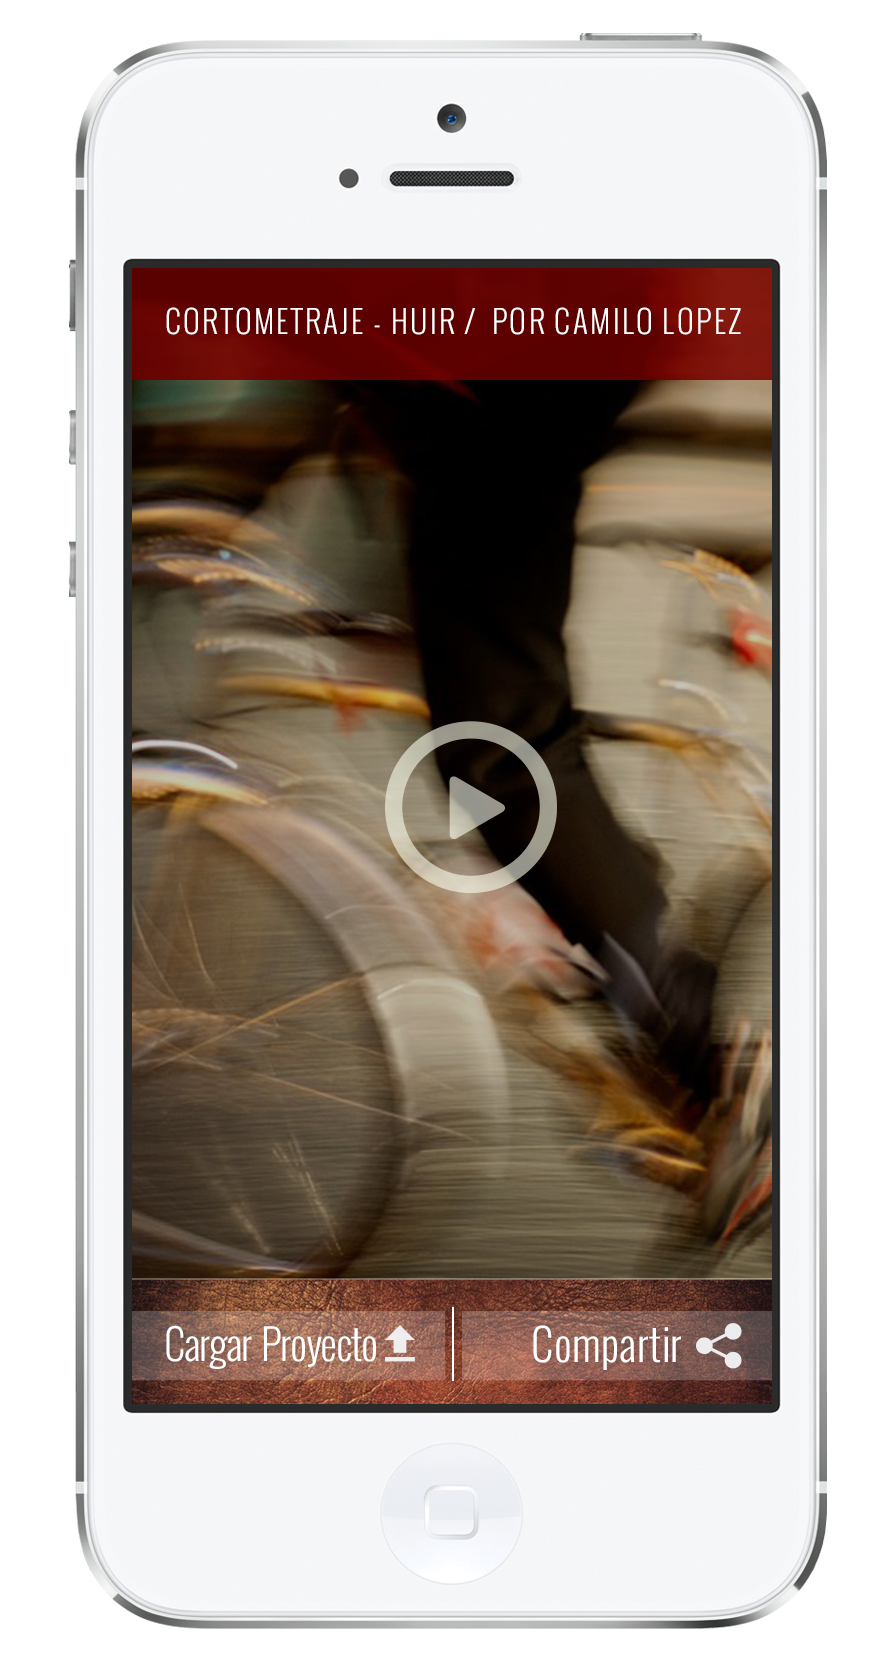 CORTOMETRAJE - HUIR / POR CAMILO LOPEZ
Cargar Proyecto
Compartir